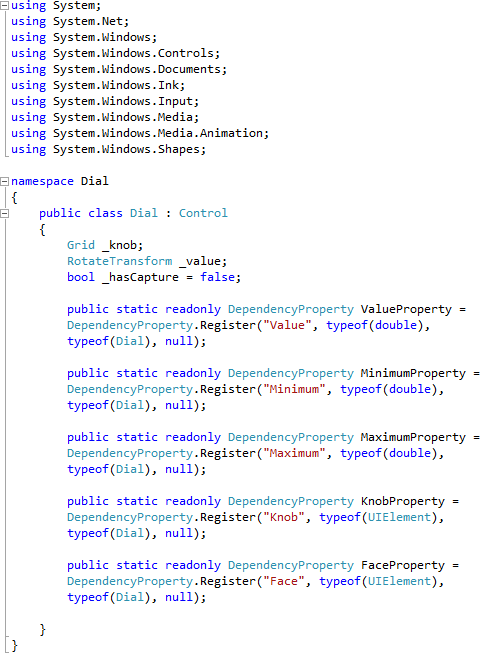 using System;
using System.Net;
using System.Windows;
using System.Windows.Controls;
using System.Windows.Documents;
using System.Windows.Ink;
using System.Windows.Input;
using System.Windows.Media;
using System.Windows.Media.Animation;
using System.Windows.Shapes;

namespace Dial
{
    public class Dial : Control
    {
        Grid _knob;
        RotateTransform _value;
        bool _hasCapture = false;

        public static readonly DependencyProperty ValueProperty =
        DependencyProperty.Register("Value", typeof(double),
        typeof(Dial), null);

        public static readonly DependencyProperty MinimumProperty =
        DependencyProperty.Register("Minimum", typeof(double),
        typeof(Dial), null);

        public static readonly DependencyProperty MaximumProperty =
        DependencyProperty.Register("Maximum", typeof(double),
        typeof(Dial), null);

        public static readonly DependencyProperty KnobProperty =
        DependencyProperty.Register("Knob", typeof(UIElement),
        typeof(Dial), null);

        public static readonly DependencyProperty FaceProperty =
        DependencyProperty.Register("Face", typeof(UIElement),
        typeof(Dial), null);

    }
}